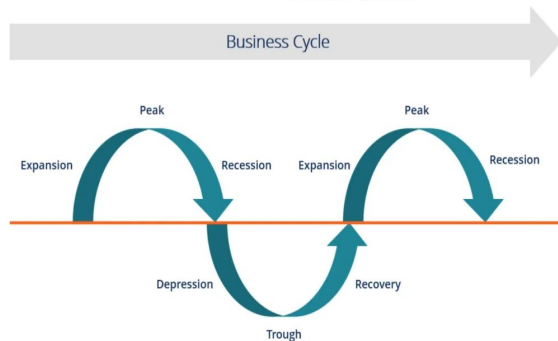 Business Cycle
Peak
Peak
Expansion
Recession
Expansion
Recession
Depression
Recovery
Trough